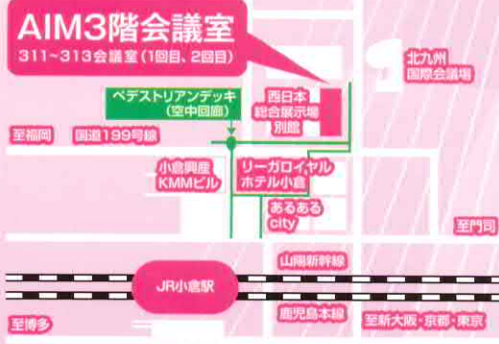 AIM3階会議室
311~313会議室(1回目、2回目)
北九州
国際会議場
ペデストリアンデッキ
(空中回廊)
西日本
総合展示場
別館
至福岡
国道199号線
小倉興産
KMMビル
リーガロイヤル
ホテル小倉
あるある
city
至門司
山陽新幹線
JR小倉駅
鹿児島本線
至博多
至新大阪・京都・東京